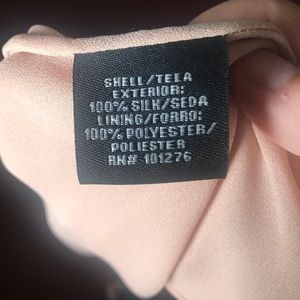 SHELL/TELA
EXTERIOR:
100% SILK/SEDA
LINING/FORRO:
100% POLYESTER/
POLIESTER
RN# 101276